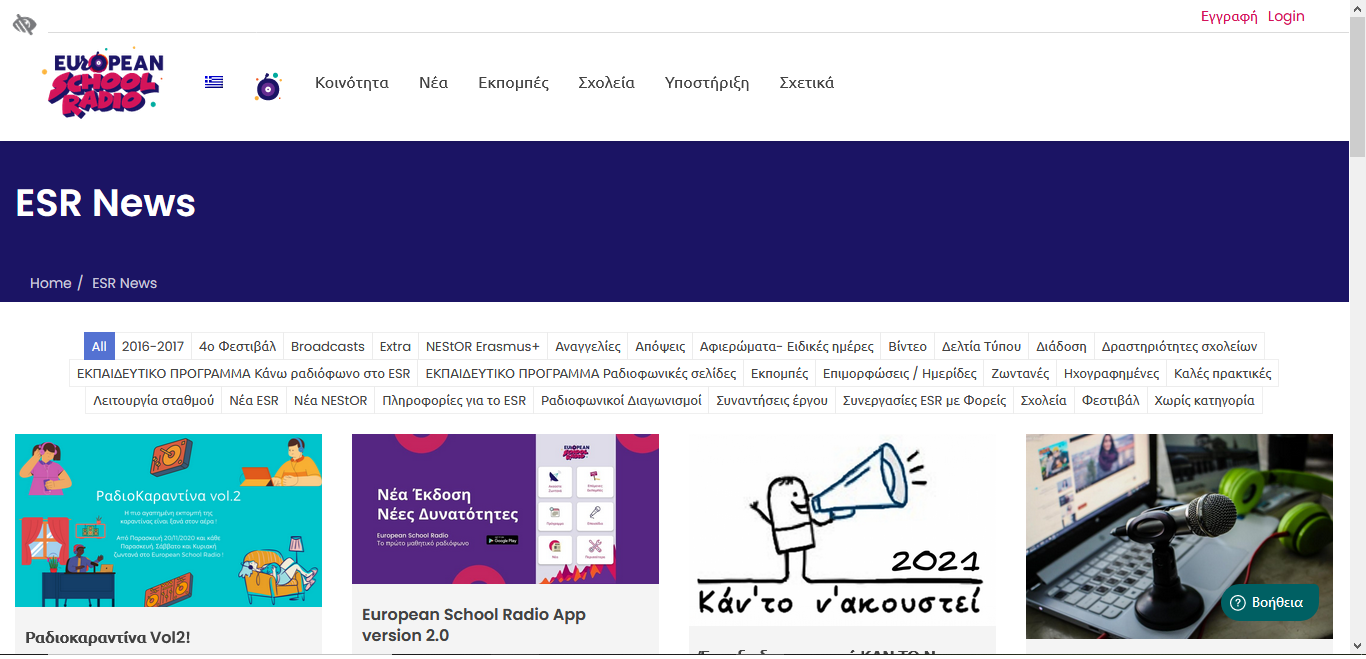 Εγγραφή Login
EUROPEAN
SCHOOL
RADIO
Κοινότητα Νέα Εκπομπές Σχολεία Υποστήριξη Σχετικά
ESR News
Home / ESR News
All 2016-2017 4ο Φεστιβάλ Broadcasts Extra NEStOR Erasmus+ Αναγγελίες Απόψεις Αφιερώματα- Ειδικές ημέρες Βίντεο Δελτία Τύπου Διάδοση Δραστηριότητες σχολείων
ΕΚΠΑΙΔΕΥΤΙΚΟ ΠΡΟΓΡΑΜΜΑ Κάνω ραδιόφωνο στο ESR ΕΚΠΑΙΔΕΥΤΙΚΟ ΠΡΟΓΡΑΜΜΑ Ραδιοφωνικές σελίδες Εκπομπές Επιμορφώσεις / Ημερίδες Ζωντανές Ηχογραφημένες Καλές πρακτικές
Λειτουργία σταθμού Νέα ESR Νέα NEStOR Πληροφορίες για το ESR Ραδιοφωνικοί Διαγωνισμοί Συναντήσεις έργου Συνεργασίες ESR με Φορείς Σχολεία Φεστιβάλ Χωρίς κατηγορία
ΡαδιοΚαραντίνα vol.2
Η πιο αγαπημένη εκπομπή της
καραντίνας είναι ξανά στον αέρα !
Από Παρασκευή 20/11/2020 και κάθε
Παρασκευή, Σάββατο και Κυριακή
ζωντανά στο European School Radio !
Ραδιοκαραντίνα Vol2!
Νέα Έκδοση
Νέες Δυνατότητες
European School Radio
Το πρώτο μαθητικό ραδιόφωνο
Google Play
EUROPEAN
SCHOOL
RADIO
European School Radio App
version 2.0
2021
Κάν'το ν'ακουστεί
Βοήθεια